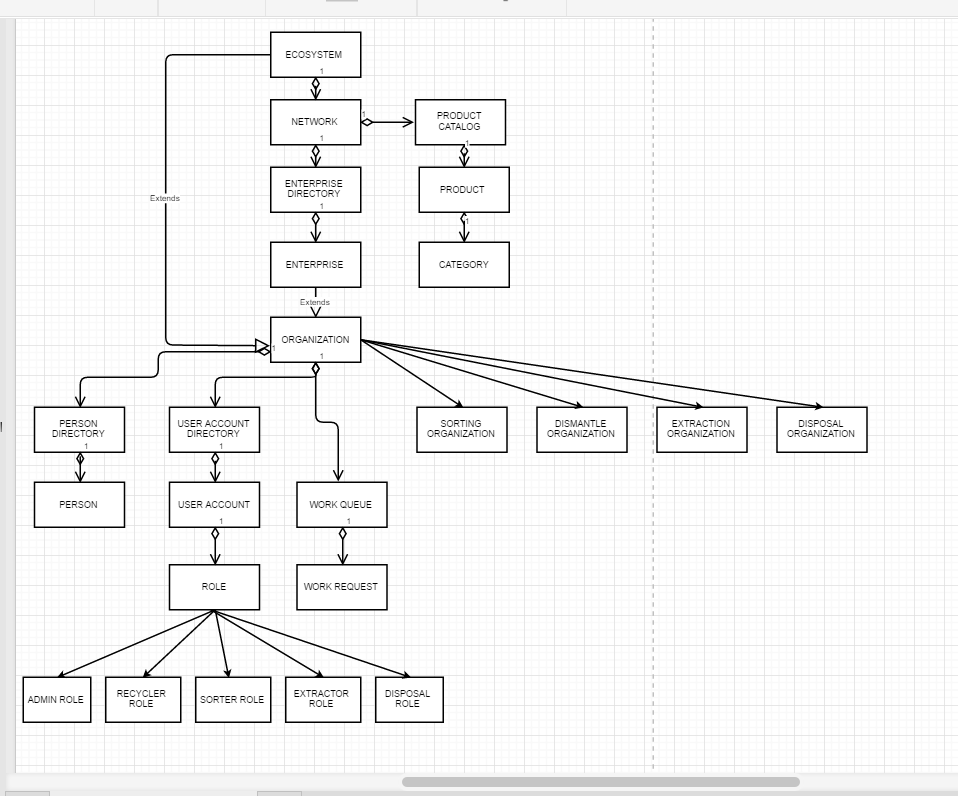 ECOSYSTEM
1
NETWORK
1
1
PRODUCT
CATALOG
1
ENTERPRISE
DIRECTORY
1
PRODUCT
1
Extends
ENTERPRISE
CATEGORY
Extends
ORGANIZATION
1
1
PERSON
DIRECTORY
1
USER ACCOUNT
DIRECTORY
1
SORTING
ORGANIZATION
DISMANTLE
ORGANIZATION
EXTRACTION
ORGANIZATION
DISPOSAL
ORGANIZATION
PERSON
USER ACCOUNT
1
WORK QUEUE
1
ROLE
WORK REQUEST
ADMIN ROLE
RECYCLER
ROLE
SORTER ROLE
EXTRACTOR
ROLE
DISPOSAL
ROLE